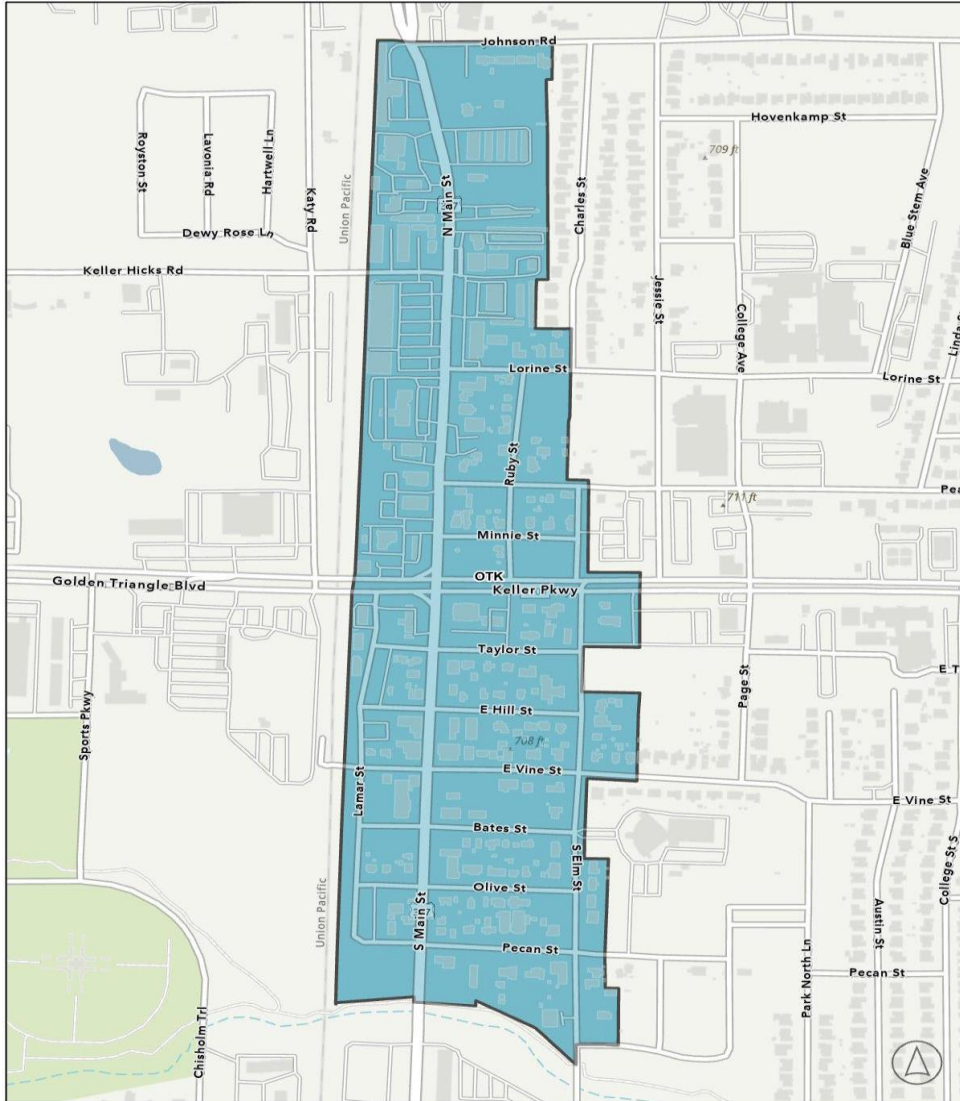 Johnson Rd
Hovenkamp St
709 ft
Royston St
Lavonia Rd
Hartwell Ln
Katy Rd
Union Pacific
N Main St
Charles St
Blue Stem Ave
Dewy Rose Ln
Keller Hicks Rd
Jessie St
College Ave
Lorine St
Lorine St
Ruby St
711 ft
Minnie St
OTK
Golden Triangle Blvd
Keller Pkwy
Taylor St
Page St
Sports Pkwy
E Hill St
708 ft
E Vine St
Lamar St
E Vine St
Bates St
S Elm St
Olive St
S Main St
Union Pacific
Austin St
College St S
Pecan St
Park North Ln
Pecan St
Chisholm Trl